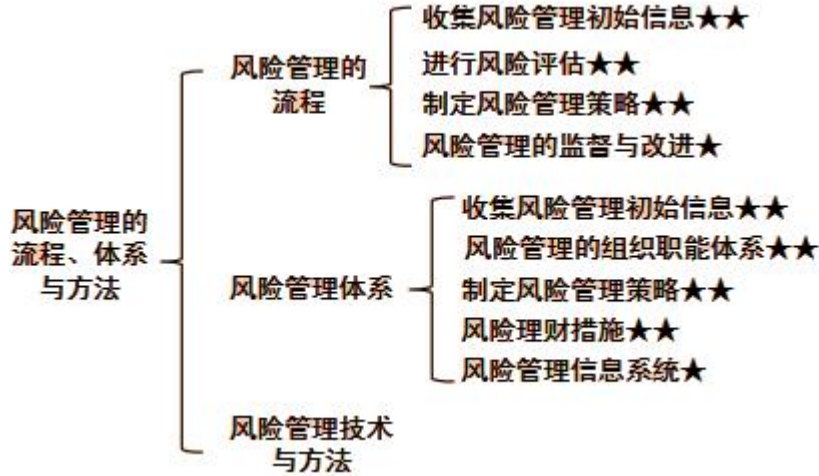 风险管理的
流程、体系
与方法
风险管理的
流程
收集风险管理初始信息★★
进行风险评估★★
制定风险管理策略★★
风险管理的监督与改进★
风险管理体系
收集风险管理初始信息★★
风险管理的组织职能体系★★
制定风险管理策略★★
风险理财措施★★
风险管理信息系统★
风险管理技术
与方法